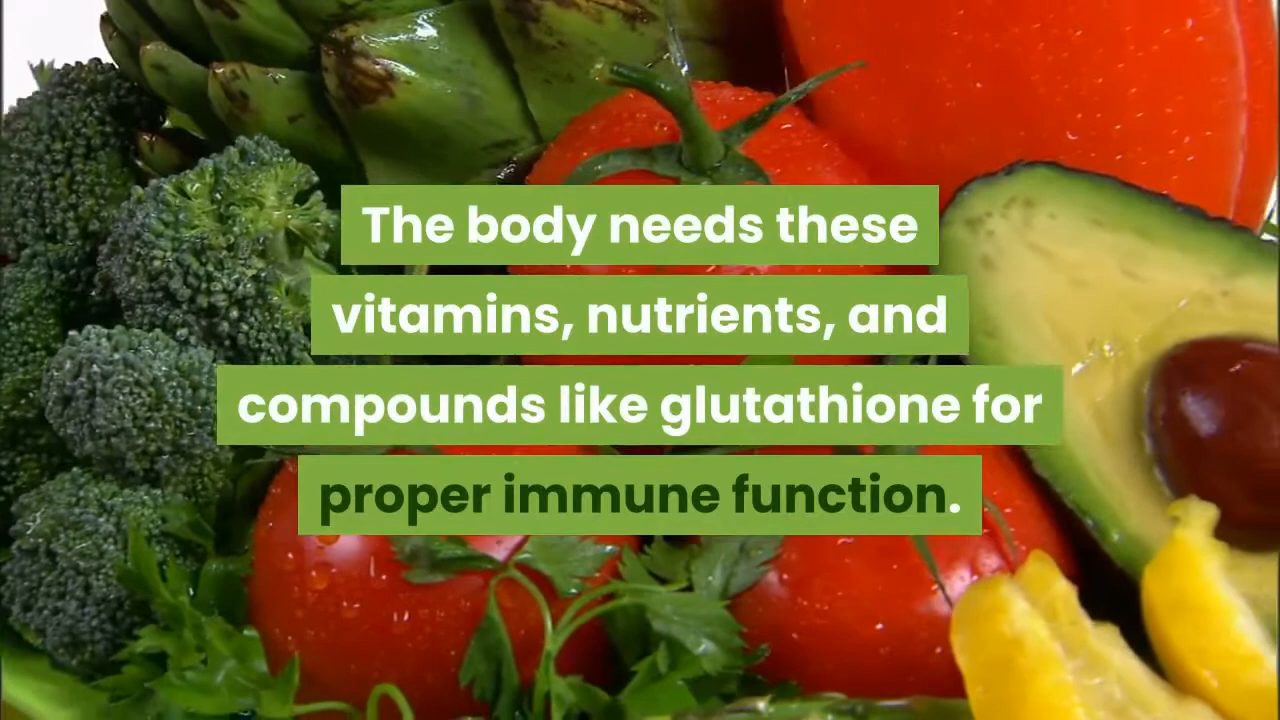 The body needs these
vitamins, nutrients, and
compounds like glutathione for
proper immune function.